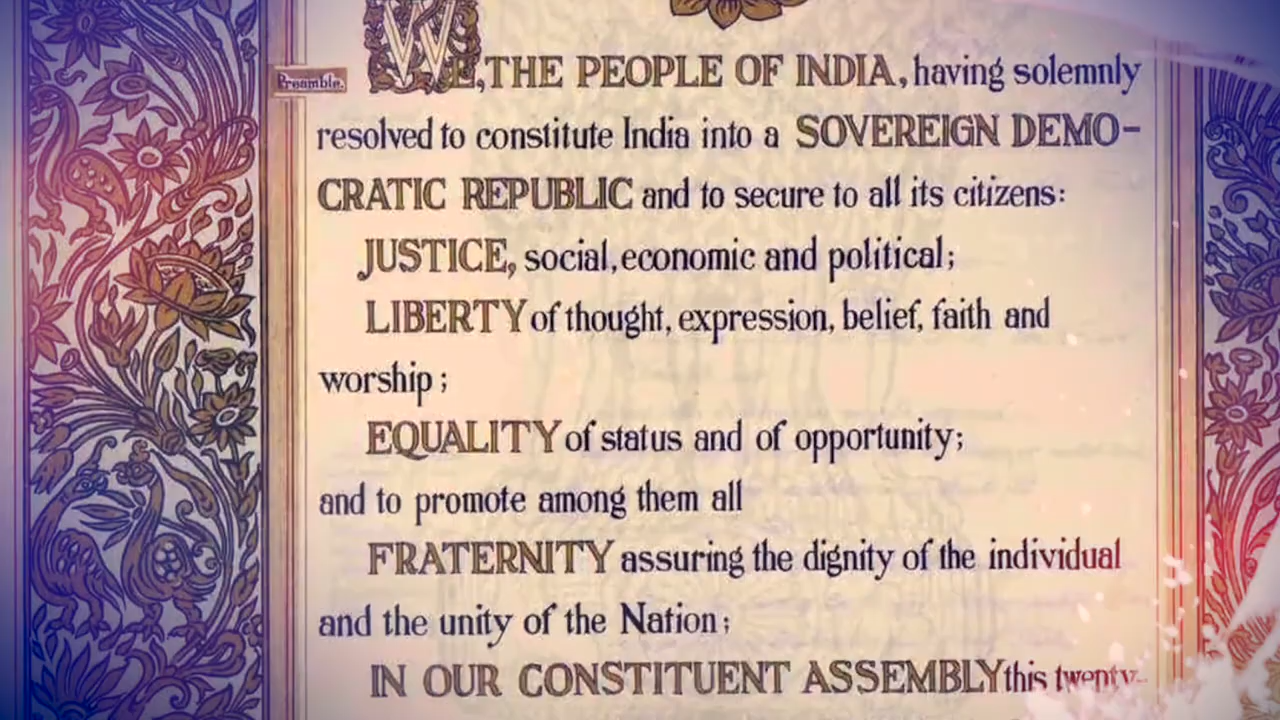 Preamble.
WE, THE PEOPLE OF INDIA, having solemnly
resolved to constitute India into a SOVEREIGN DEMO-
CRATIC REPUBLIC and to secure to all its citizens:
JUSTICE, social, economic and political;
LIBERTY of thought, expression, belief, faith and
worship;
EQUALITY of status and of opportunity;
and to promote among them all
FRATERNITY assuring the dignity of the individual
and the unity of the Nation;
IN OUR CONSTITUENT ASSEMBLY this twenty-